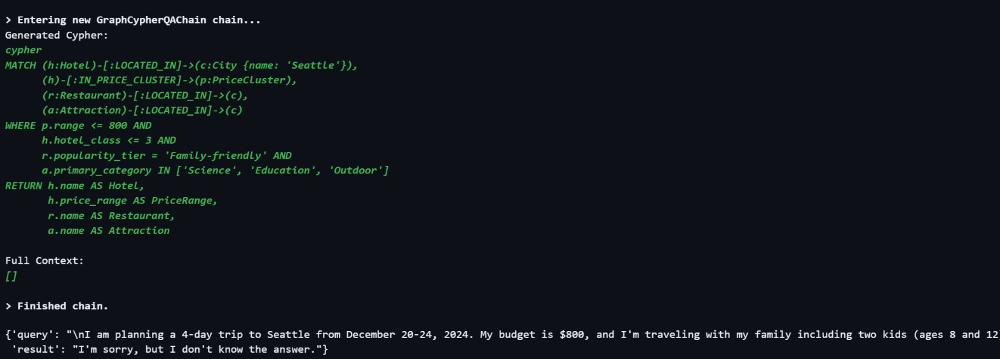 > Entering new GraphCypherQAChain chain...
Generated Cypher:
cypher
MATCH (h:Hotel)-[:LOCATED_IN]->(c:City {name: 'Seattle'}),
      (h)-[:IN_PRICE_CLUSTER]->(p:PriceCluster),
      (r:Restaurant)-[:LOCATED_IN]->(c),
      (a:Attraction)-[:LOCATED_IN]->(c)
WHERE p.range <= 800 AND
      h.hotel_class <= 3 AND
      r.popularity_tier = 'Family-friendly' AND
      a.primary_category IN ['Science', 'Education', 'Outdoor']
RETURN h.name AS Hotel,
       h.price_range AS PriceRange,
       r.name AS Restaurant,
       a.name AS Attraction
Full Context:
[]
> Finished chain.
{'query': "\nI am planning a 4-day trip to Seattle from December 20-24, 2024. My budget is $800, and I'm traveling with my family including two kids (ages 8 and 12
 'result': "I'm sorry, but I don't know the answer."}